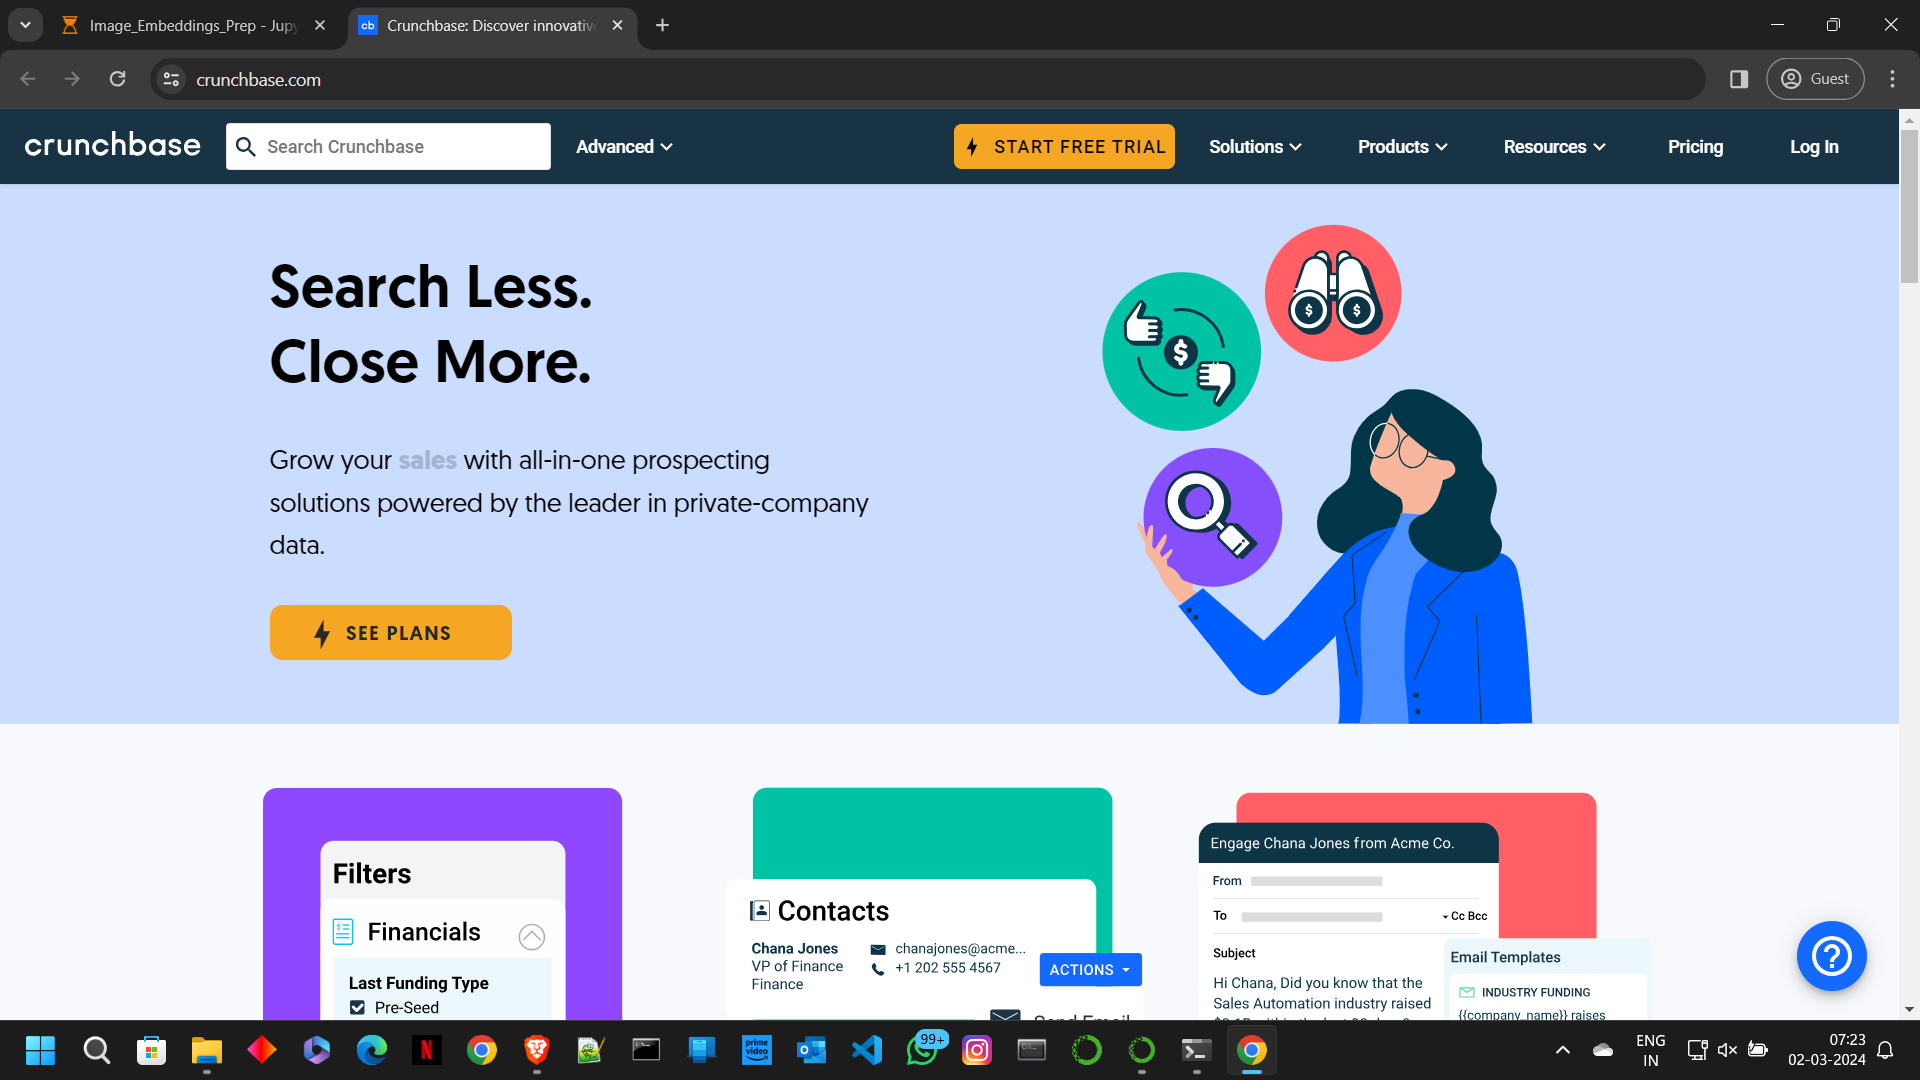 Image_Embeddings_Prep - Jupy
Crunchbase: Discover innovativ
crunchbase.com
Guest
crunchbase
Search Crunchbase
Advanced
START FREE TRIAL
Solutions
Products
Resources
Pricing
Log In
Search Less.
Close More.
Grow your sales with all-in-one prospecting
solutions powered by the leader in private-company
data.
SEE PLANS
Filters
Financials
Last Funding Type
Pre-Seed
Contacts
Chana Jones
VP of Finance
Finance
chanajones@acme...
+1 202 555 4567
ACTIONS
Engage Chana Jones from Acme Co.
From
To
Cc Bcc
Subject
Hi Chana, Did you know that the
Sales Automation industry raised
Email Templates
INDUSTRY FUNDING
{{company_name}} raises
Send Email
prime video
99+
ENG
IN
07:23
02-03-2024